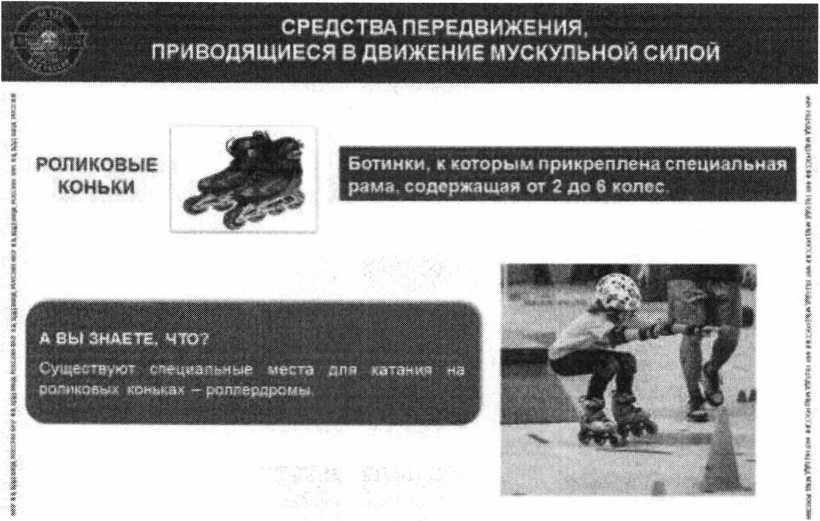 СРЕДСТВА ПЕРЕДВИЖЕНИЯ,
ПРИВОДЯЩИЕСЯ В ДВИЖЕНИЕ МУСКУЛЬНОЙ СИЛОЙ
РОЛИКОВЫЕ
КОНЬКИ
Ботинки, к которым прикреплена специальная
рама, содержащая от 2 до 6 колес.
А ВЫ ЗНАЕТЕ, ЧТО?
Существуют специальные места для катания на
роликовых коньках – роллердромы.